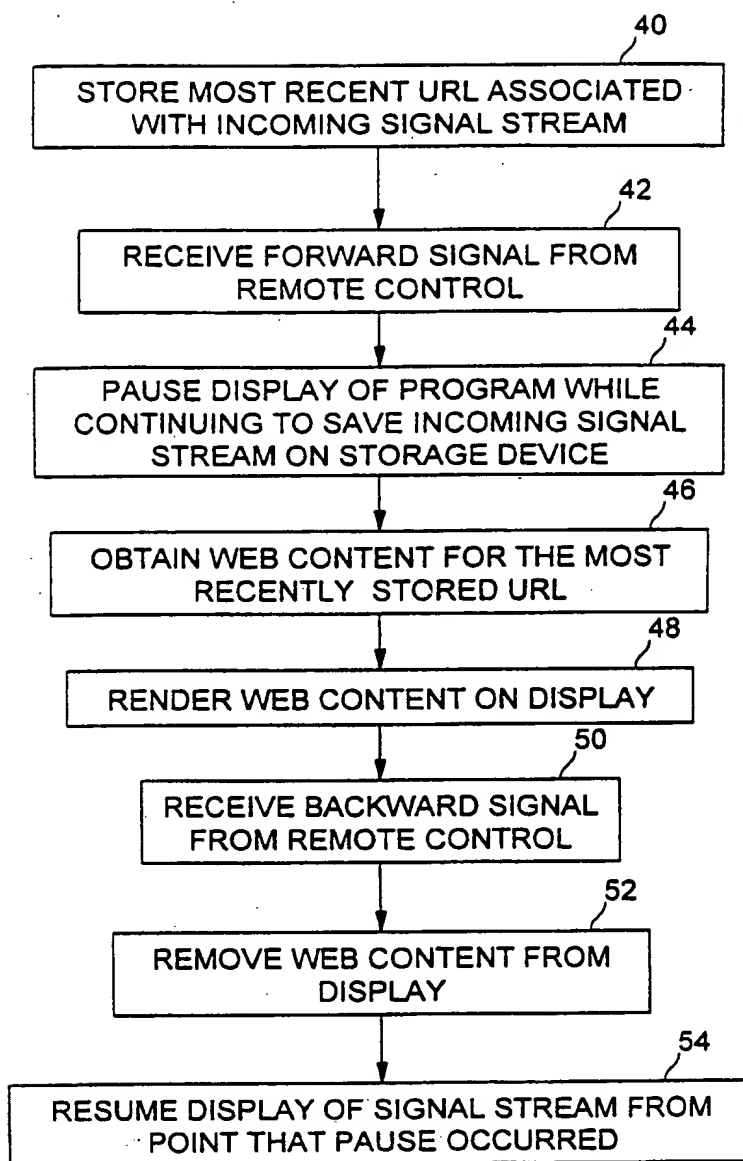 40
STORE MOST RECENT URL ASSOCIATED
WITH INCOMING SIGNAL STREAM
42
RECEIVE FORWARD SIGNAL FROM
REMOTE CONTROL
44
PAUSE DISPLAY OF PROGRAM WHILE
CONTINUING TO SAVE INCOMING SIGNAL
STREAM ON STORAGE DEVICE
46
OBTAIN WEB CONTENT FOR THE MOST
RECENTLY STORED URL
48
RENDER WEB CONTENT ON DISPLAY
50
RECEIVE BACKWARD SIGNAL
FROM REMOTE CONTROL
52
REMOVE WEB CONTENT FROM
DISPLAY
54
RESUME DISPLAY OF SIGNAL STREAM FROM
POINT THAT PAUSE OCCURRED